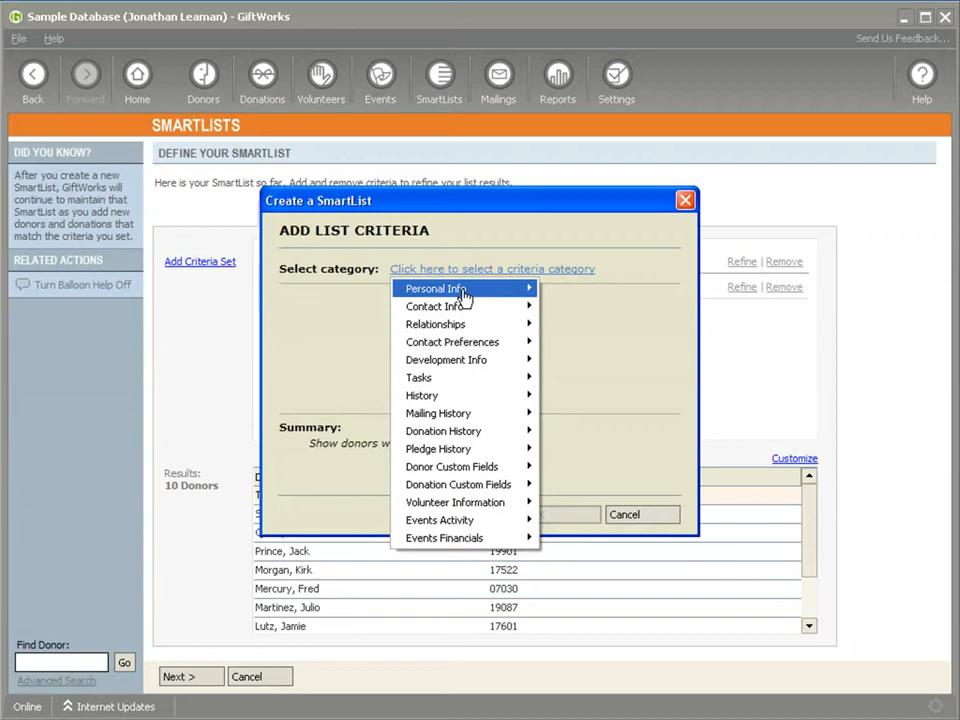 Sample Database (Jonathan Leaman) - GiftWorks
File Help Send Us Feedback...
Back Forward Home Donors Donations Volunteers Events SmartLists Mailings Reports Settings Help
SMARTLISTS
DID YOU KNOW?
After you create a new
SmartList, GiftWorks will
continue to maintain that
SmartList as you add new
donors and donations that
match the criteria you set.
RELATED ACTIONS
Turn Balloon Help Off
DEFINE YOUR SMARTLIST
Here is your SmartList so far. Add and remove criteria to refine your list results.
Add Criteria Set
Refine | Remove
Refine | Remove
Create a SmartList
ADD LIST CRITERIA
Select category: Click here to select a criteria category
Personal Info
Contact Info
Relationships
Contact Preferences
Development Info
Tasks
History
Mailing History
Donation History
Pledge History
Donor Custom Fields
Donation Custom Fields
Volunteer Information
Events Activity
Events Financials
Summary:
Show donors w
Cancel
Customize
Results:
10 Donors
Prince, Jack 19901
Morgan, Kirk 17522
Mercury, Fred 07030
Martinez, Julio 19087
Lutz, Jamie 17601
Find Donor:
Go
Advanced Search
Next > Cancel
Online Internet Updates